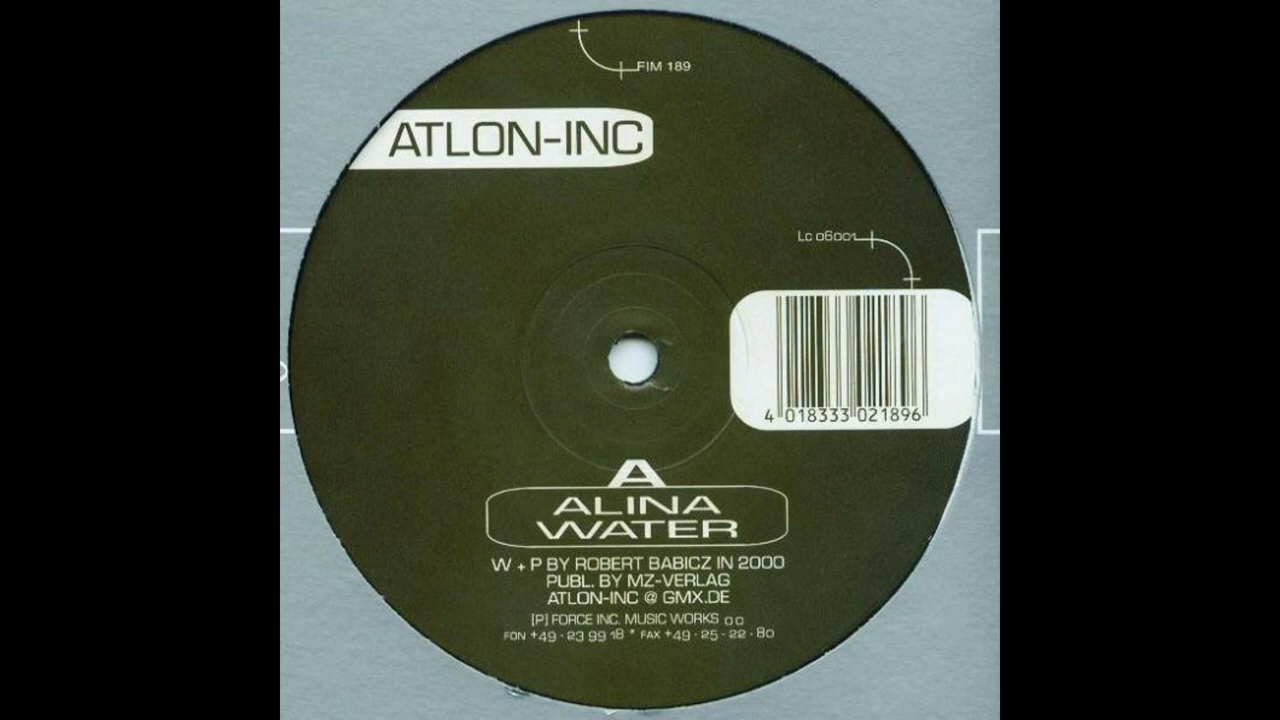 FIM 189
ATLON-INC
LC 06001
4 018333 021896
A
ALINA
WATER
W + P BY ROBERT BABICZ IN 2000
PUBL. BY MZ-VERLAG
ATLON-INC @ GMX.DE
(P) FORCE INC. MUSIC WORKS 00
FON +49 - 23 99 18 * FAX +49 - 25 - 22 - 80